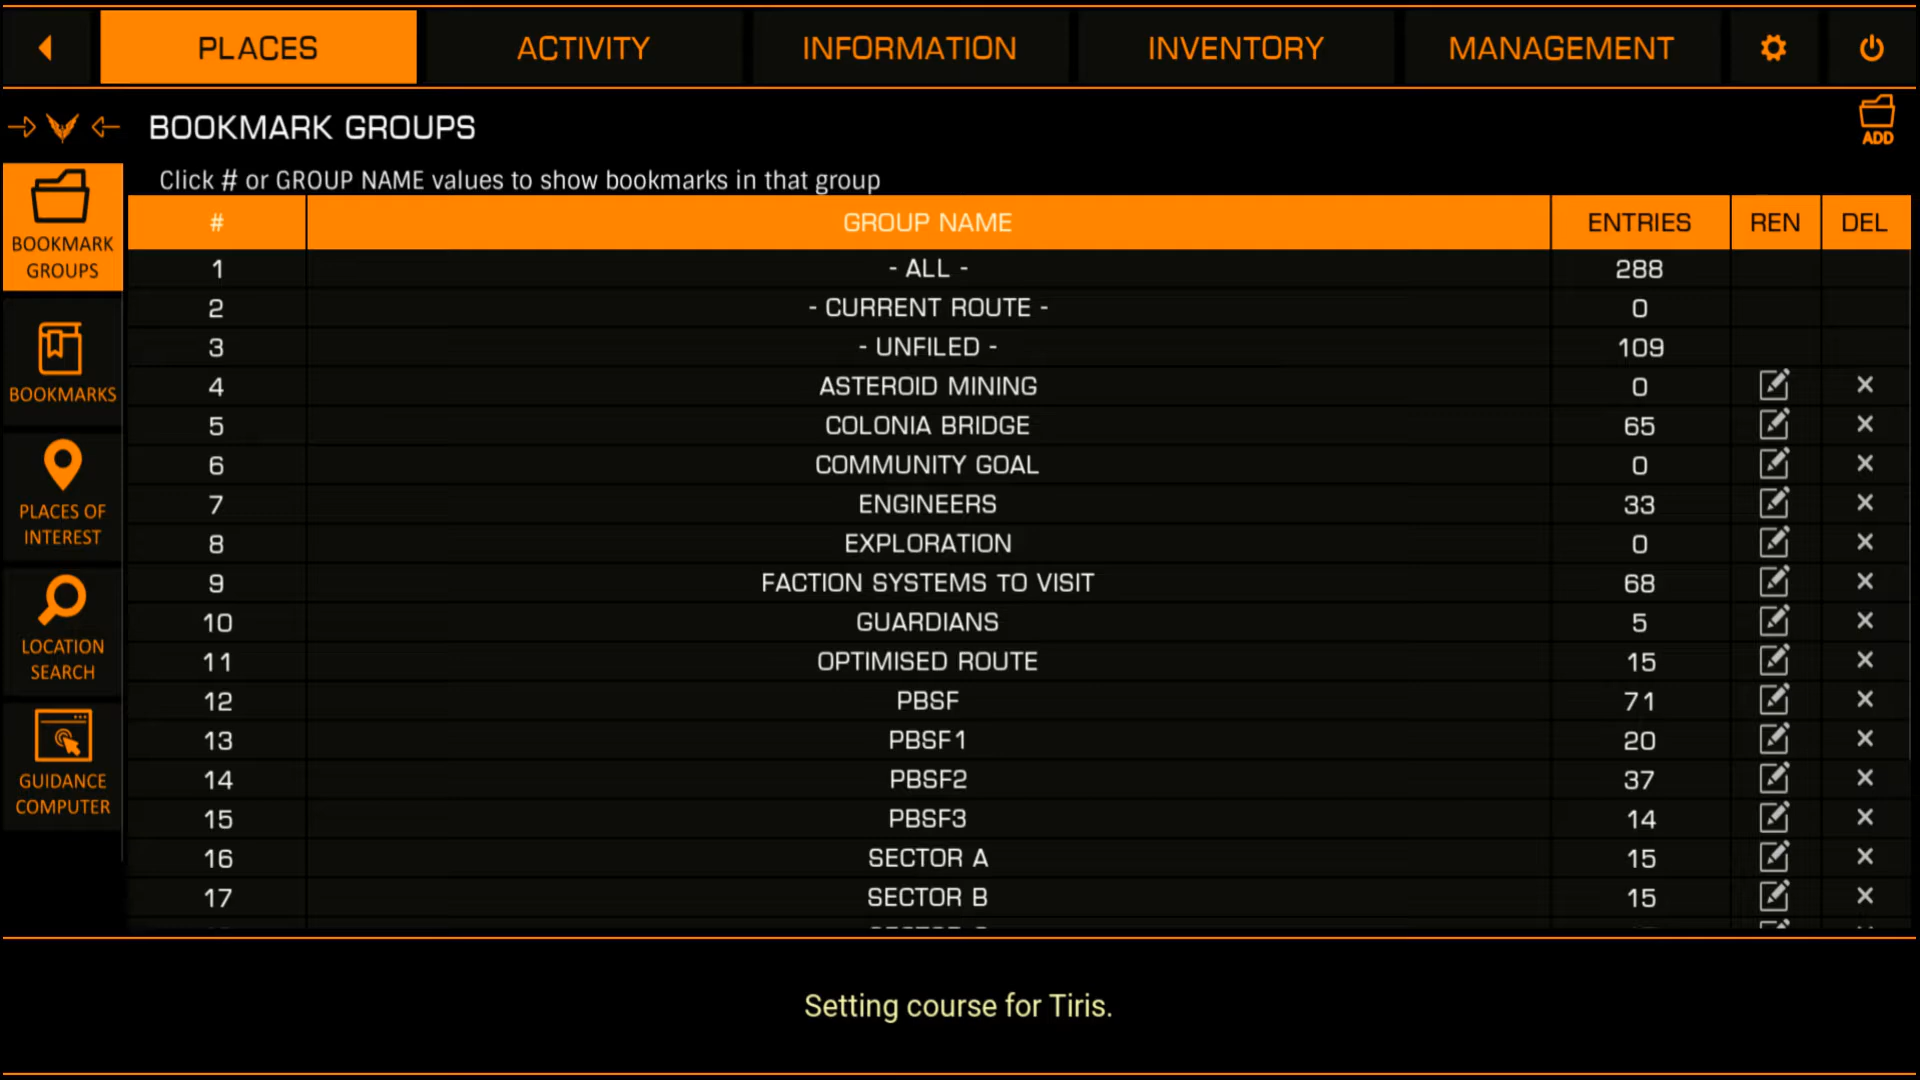 PLACES ACTIVITY INFORMATION INVENTORY MANAGEMENT
BOOKMARK GROUPS
ADD
Click # or GROUP NAME values to show bookmarks in that group
BOOKMARK
GROUPS
BOOKMARKS
PLACES OF
INTEREST
LOCATION
SEARCH
GUIDANCE
COMPUTER
# GROUP NAME ENTRIES REN DEL
1 - ALL - 288
2 - CURRENT ROUTE - 0
3 - UNFILED - 109
4 ASTEROID MINING 0
5 COLONIA BRIDGE 65
6 COMMUNITY GOAL 0
7 ENGINEERS 33
8 EXPLORATION 0
9 FACTION SYSTEMS TO VISIT 68
10 GUARDIANS 5
11 OPTIMISED ROUTE 15
12 PBSF 71
13 PBSF1 20
14 PBSF2 37
15 PBSF3 14
16 SECTOR A 15
17 SECTOR B 15
Setting course for Tiris.